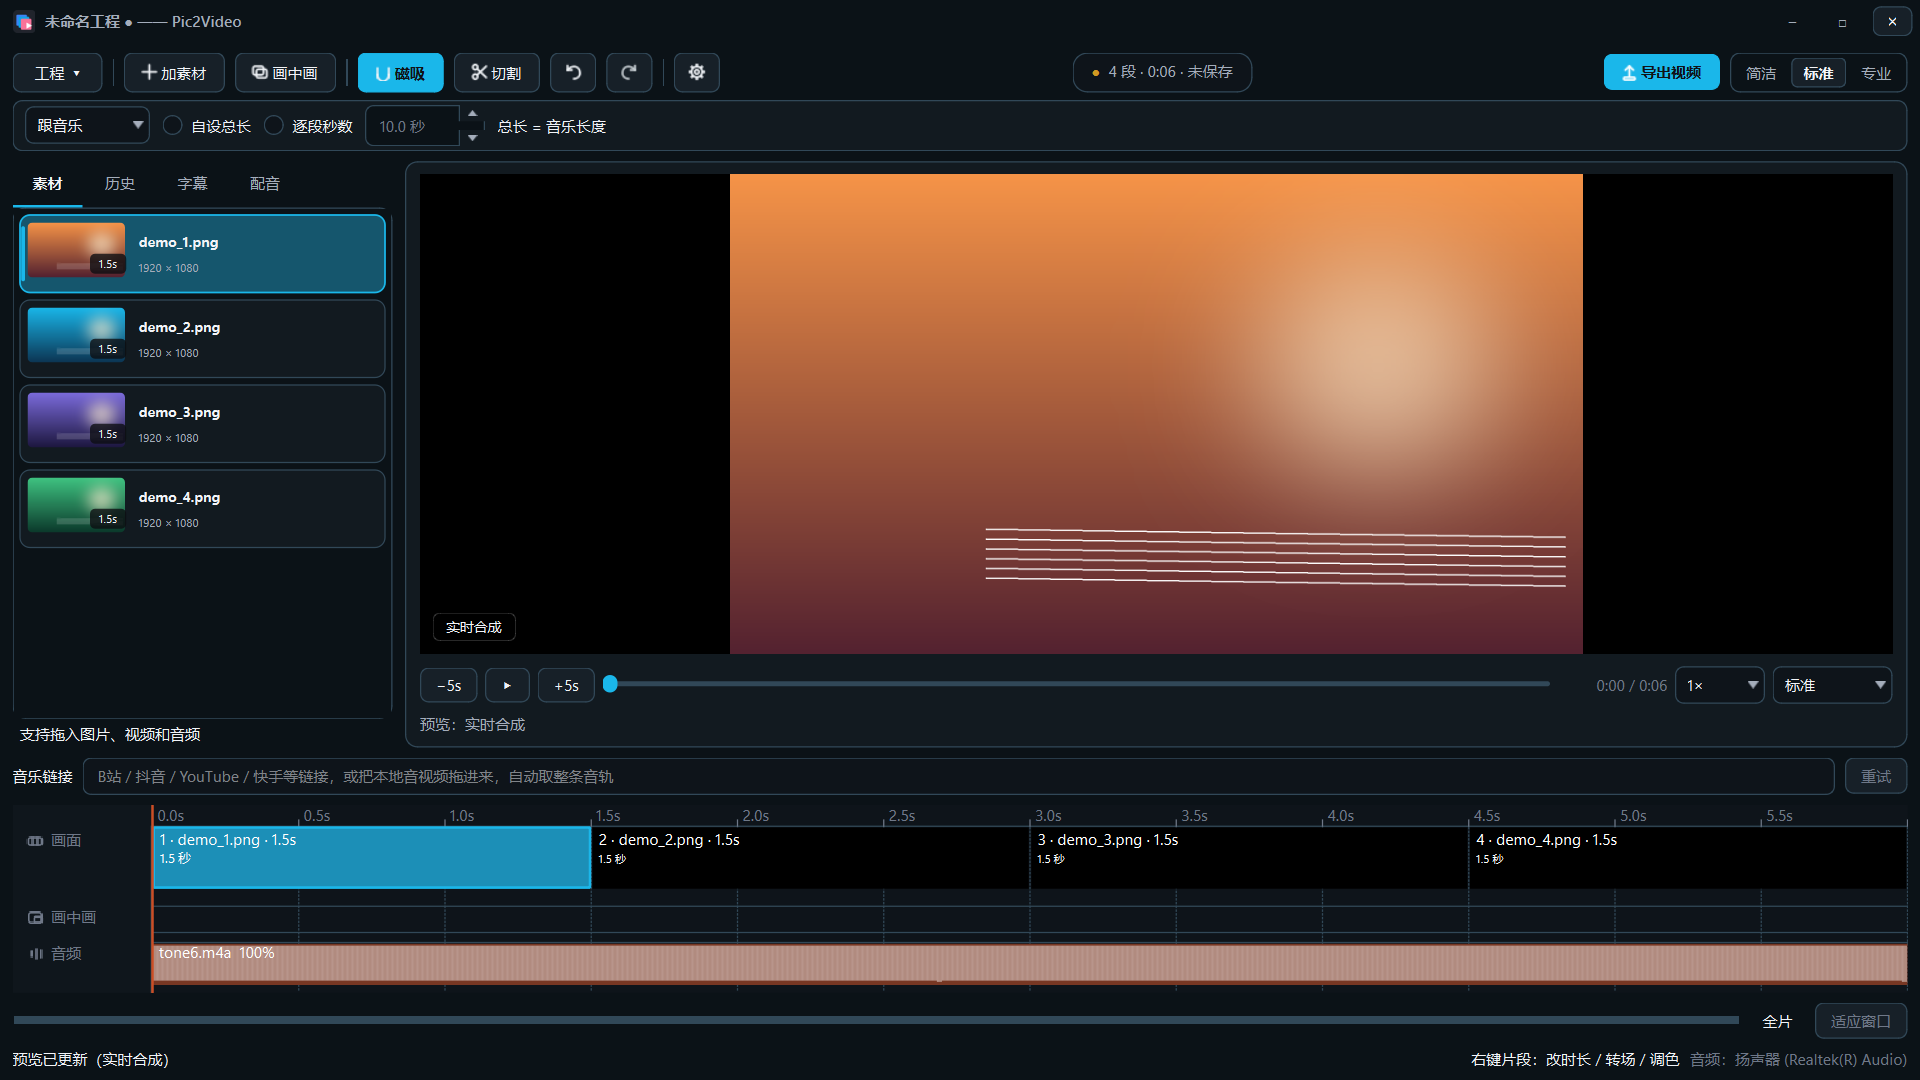 未命名工程 ● —— Pic2Video
工程 ▾
加素材
画中画
磁吸
切割
● 4 段 · 0:06 · 未保存
导出视频
简洁
标准
专业
跟音乐
自设总长
逐段秒数
10.0 秒
总长 = 音乐长度
素材
历史
字幕
配音
demo_1.png
1.5s
1920 × 1080
demo_2.png
1.5s
1920 × 1080
demo_3.png
1.5s
1920 × 1080
demo_4.png
1.5s
1920 × 1080
支持拖入图片、视频和音频
实时合成
−5s
+5s
0:00 / 0:06
1×
标准
预览：实时合成
音乐链接
B站 / 抖音 / YouTube / 快手等链接，或把本地音视频拖进来，自动取整条音轨
重试
0.0s
0.5s
1.0s
1.5s
2.0s
2.5s
3.0s
3.5s
4.0s
4.5s
5.0s
5.5s
画面
1 · demo_1.png · 1.5s
1.5 秒
2 · demo_2.png · 1.5s
1.5 秒
3 · demo_3.png · 1.5s
1.5 秒
4 · demo_4.png · 1.5s
1.5 秒
画中画
音频
tone6.m4a 100%
全片
适应窗口
预览已更新（实时合成）
右键片段：改时长 / 转场 / 调色
音频：扬声器 (Realtek(R) Audio)